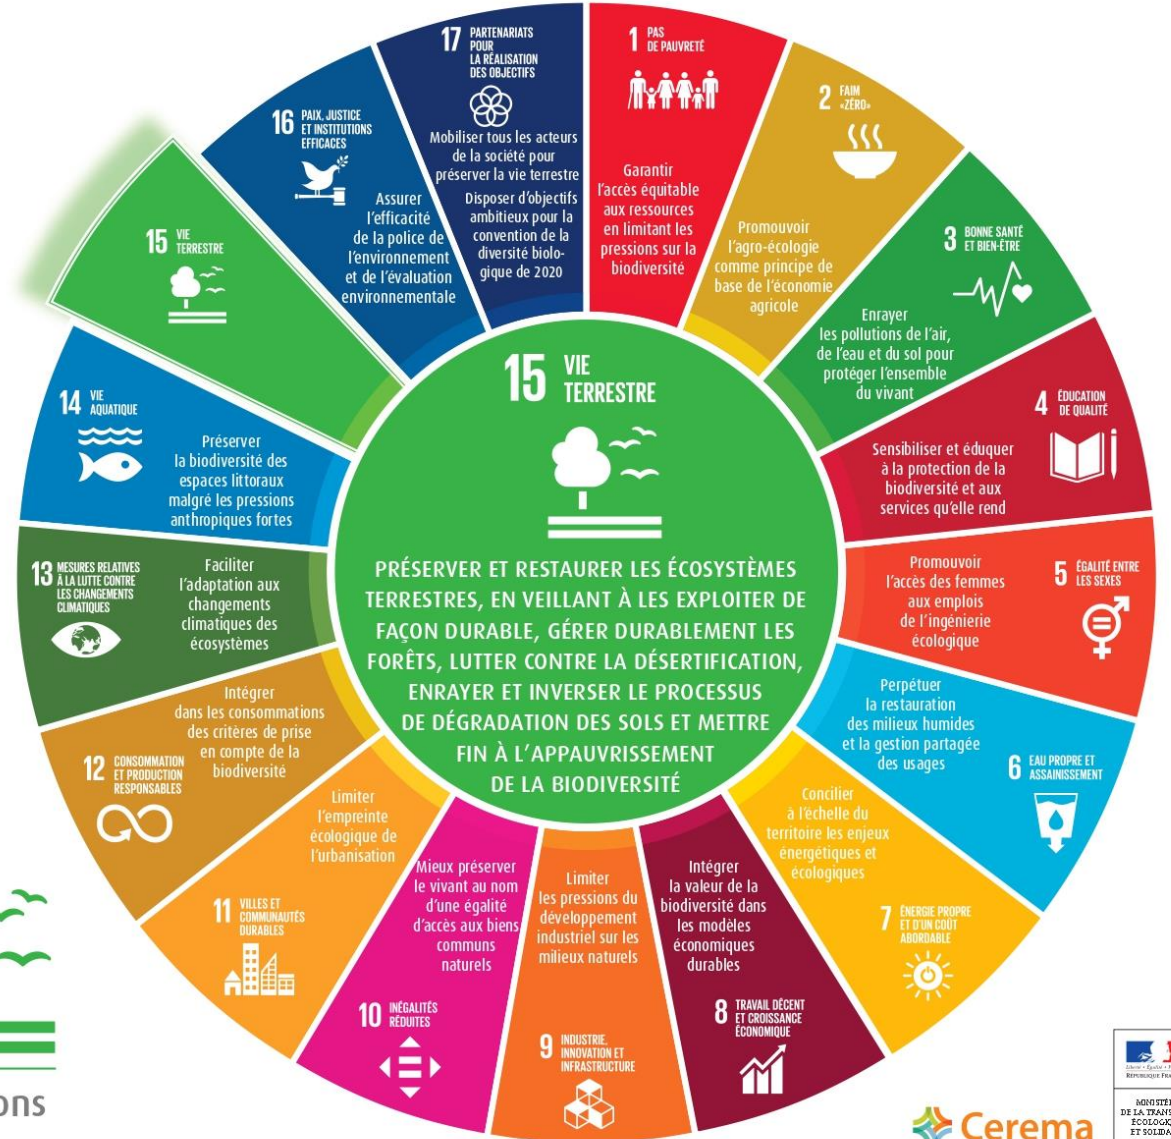 17 PARTENARIATS
POUR
LA RÉALISATION
DES OBJECTIFS
Mobiliser tous les acteurs
de la société pour
préserver la vie terrestre
Disposer d'objectifs
ambitieux pour la
convention de la
diversité biolo-
gique de 2020
1 PAS
DE PAUVRETÉ
Garantir
l'accès équitable
aux ressources
en limitant les
pressions sur la
biodiversité
2 FAIM
«ZÉRO»
Promouvoir
l'agro-écologie
comme principe de
base de l'économie
agricole
3 BONNE SANTÉ
ET BIEN-ÊTRE
Enrayer
les pollutions de l'air,
de l'eau et du sol pour
protéger l'ensemble
du vivant
4 ÉDUCATION
DE QUALITÉ
Sensibiliser et éduquer
à la protection de la
biodiversité et aux
services qu'elle rend
5 ÉGALITÉ ENTRE
LES SEXES
Promouvoir
l'accès des femmes
aux emplois
de l'ingénierie
écologique
6 EAU PROPRE ET
ASSAINISSEMENT
Perpétuer
la restauration
des milieux humides
et la gestion partagée
des usages
7 ÉNERGIE PROPRE
ET D'UN COÛT
ABORDABLE
Concilier
à l'échelle du
territoire les enjeux
énergétiques et
écologiques
8 TRAVAIL DÉCENT
ET CROISSANCE
ÉCONOMIQUE
Intégrer
la valeur de la
biodiversité dans
les modèles
économiques
durables
9 INDUSTRIE,
INNOVATION ET
INFRASTRUCTURE
Limiter
les pressions du
développement
industriel sur les
milieux naturels
10 INÉGALITÉS
RÉDUITES
Mieux préserver
le vivant au nom
d'une égalité
d'accès aux biens
communs
naturels
11 VILLES ET
COMMUNAUTÉS
DURABLES
Limiter
l'empreinte
écologique de
l'urbanisation
12 CONSOMMATION
ET PRODUCTION
RESPONSABLES
Intégrer
dans les consommations
des critères de prise
en compte de la
biodiversité
13 MESURES RELATIVES
À LA LUTTE CONTRE
LES CHANGEMENTS
CLIMATIQUES
Faciliter
l'adaptation aux
changements
climatiques des
écosystèmes
14 VIE
AQUATIQUE
Préserver
la biodiversité des
espaces littoraux
malgré les pressions
anthropiques fortes
15 VIE
TERRESTRE
16 PAIX, JUSTICE
ET INSTITUTIONS
EFFICACES
Assurer
l'efficacité
de la police de
l'environnement
et de l'évaluation
environnementale
15 VIE
TERRESTRE
PRÉSERVER ET RESTAURER LES ÉCOSYSTÈMES
TERRESTRES, EN VEILLANT À LES EXPLOITER DE
FAÇON DURABLE, GÉRER DURABLEMENT LES
FORÊTS, LUTTER CONTRE LA DÉSERTIFICATION,
ENRAYER ET INVERSER LE PROCESSUS
DE DÉGRADATION DES SOLS ET METTRE
FIN À L'APPAUVRISSEMENT
DE LA BIODIVERSITÉ
ons
Cerema